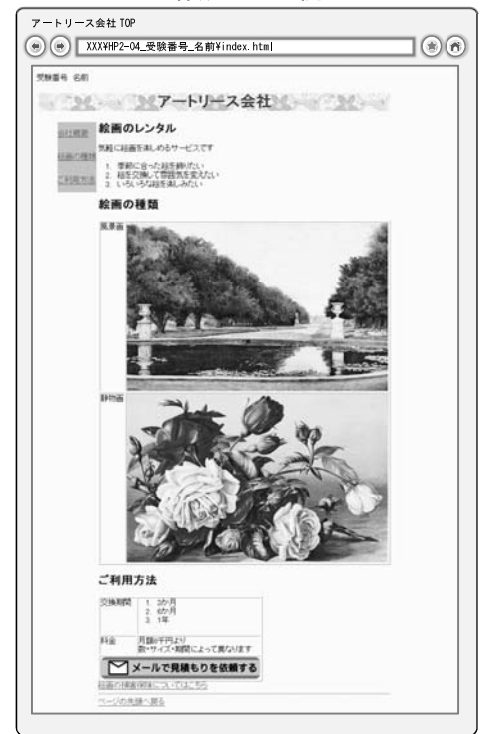 アートリース会社 TOP
XXX¥HP2-04_受験番号_名前¥index.html
受験番号 名前
アートリース会社
会社概要
絵画の種類
ご利用方法
絵画のレンタル
気軽に絵画を楽しめるサービスです
1. 季節に合った絵を飾りたい
2. 絵を交換して雰囲気を変えたい
3. いろいろな絵を楽しみたい
絵画の種類
風景画
静物画
ご利用方法
交換期間
1. 3か月
2. 6か月
3. 1年
料金
月額8千円より
数・サイズ・期間によって異なります
メールで見積もりを依頼する
絵画の損害保険についてはこちら
ページの先頭へ戻る